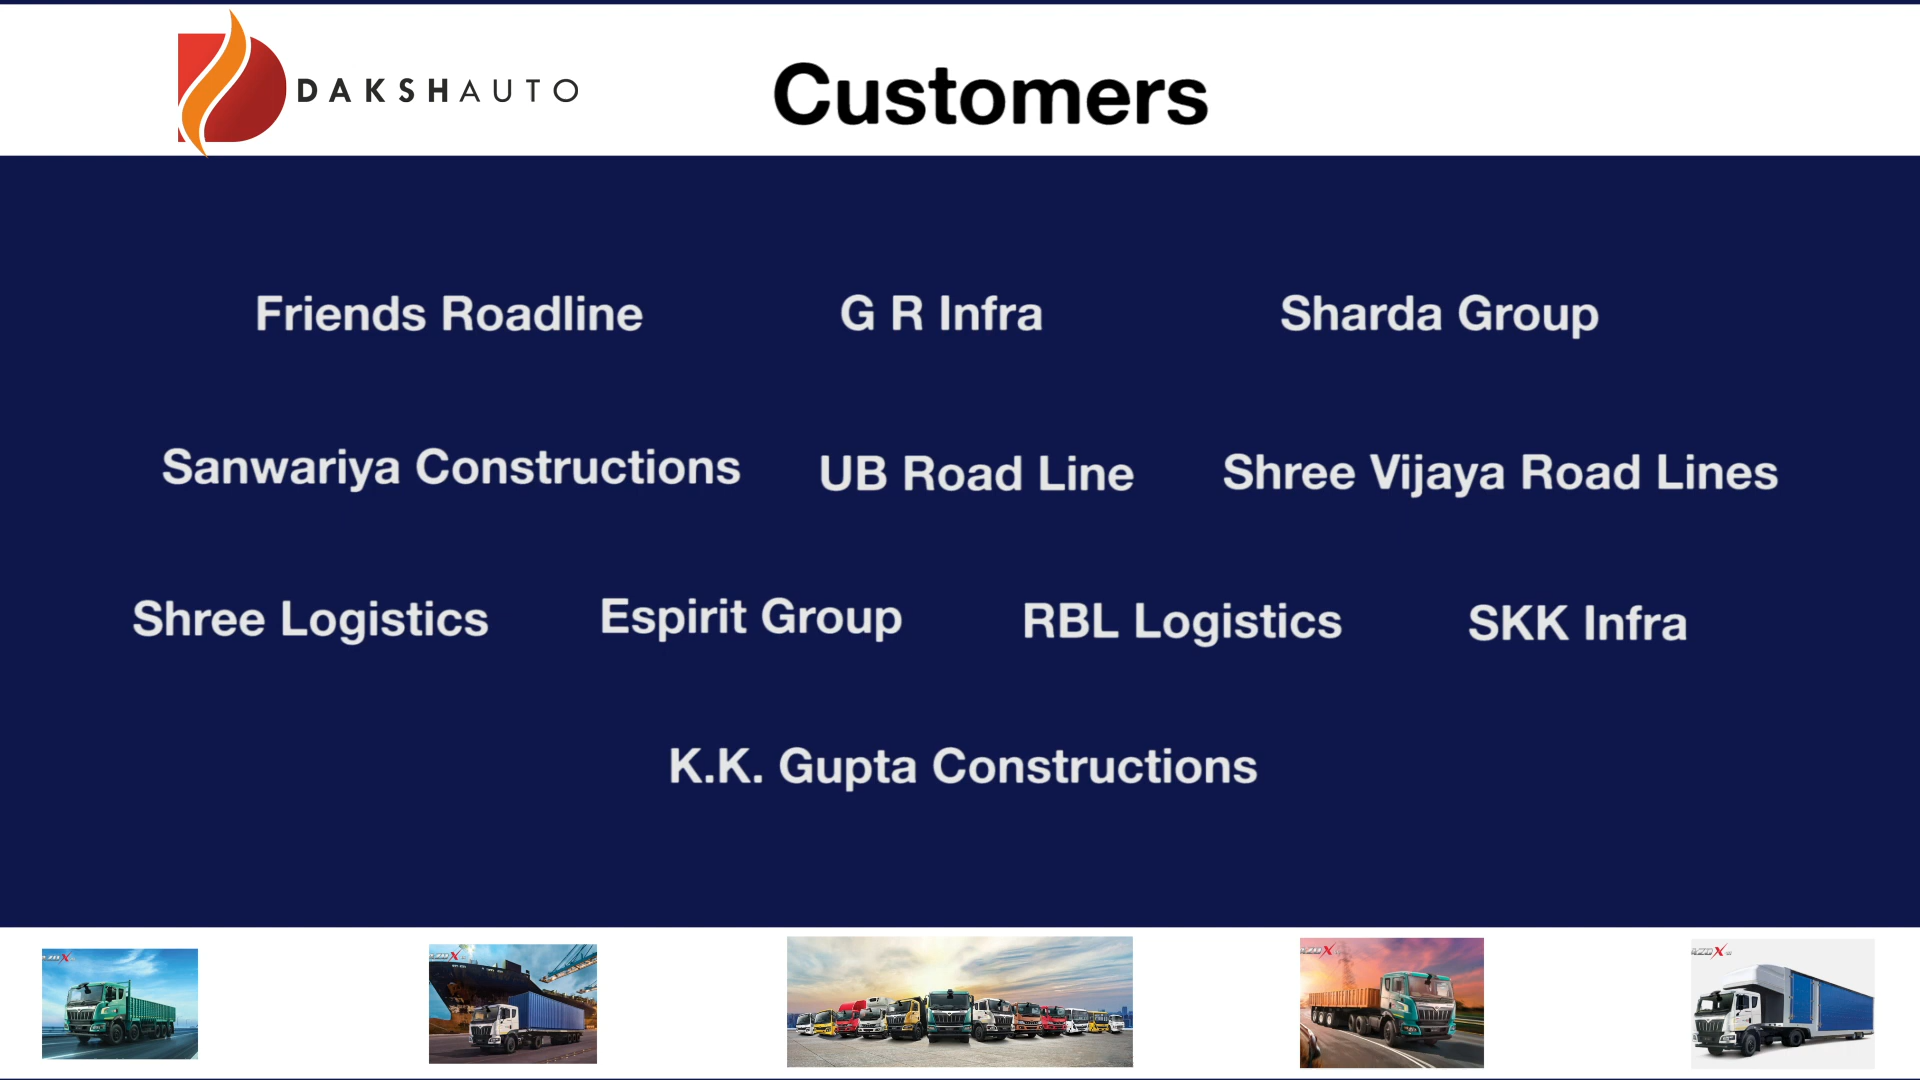 DAKSHAUTO
Customers
Friends Roadline
G R Infra
Sharda Group
Sanwariya Constructions
UB Road Line
Shree Vijaya Road Lines
Shree Logistics
Espirit Group
RBL Logistics
SKK Infra
K.K. Gupta Constructions